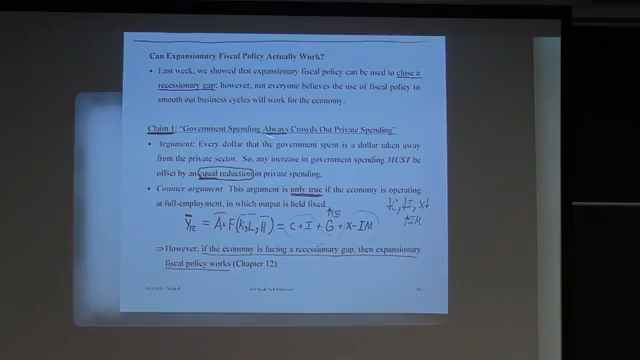 Can Expansionary Fiscal Policy Actually Work?
• Last week, we showed that expansionary fiscal policy can be used to close a
recessionary gap; however, not everyone believes the use of fiscal policy to
smooth out business cycles will work for the economy.
Claim 1: "Government Spending Always Crowds Out Private Spending"
• Argument: Every dollar that the government spent is a dollar taken away
from the private sector. So, any increase in government spending MUST be
offset by an equal reduction in private spending.
• Counter argument: This argument is only true if the economy is operating
at full-employment, in which output is held fixed.
↑$
Y̅FE = A̅ F(K̅, L̅, H̅) = C + I + G + X - IM
↓C, ↓I, X↓
↑IM
⇒ However, if the economy is facing a recessionary gap, then expansionary
fiscal policy works (Chapter 12).